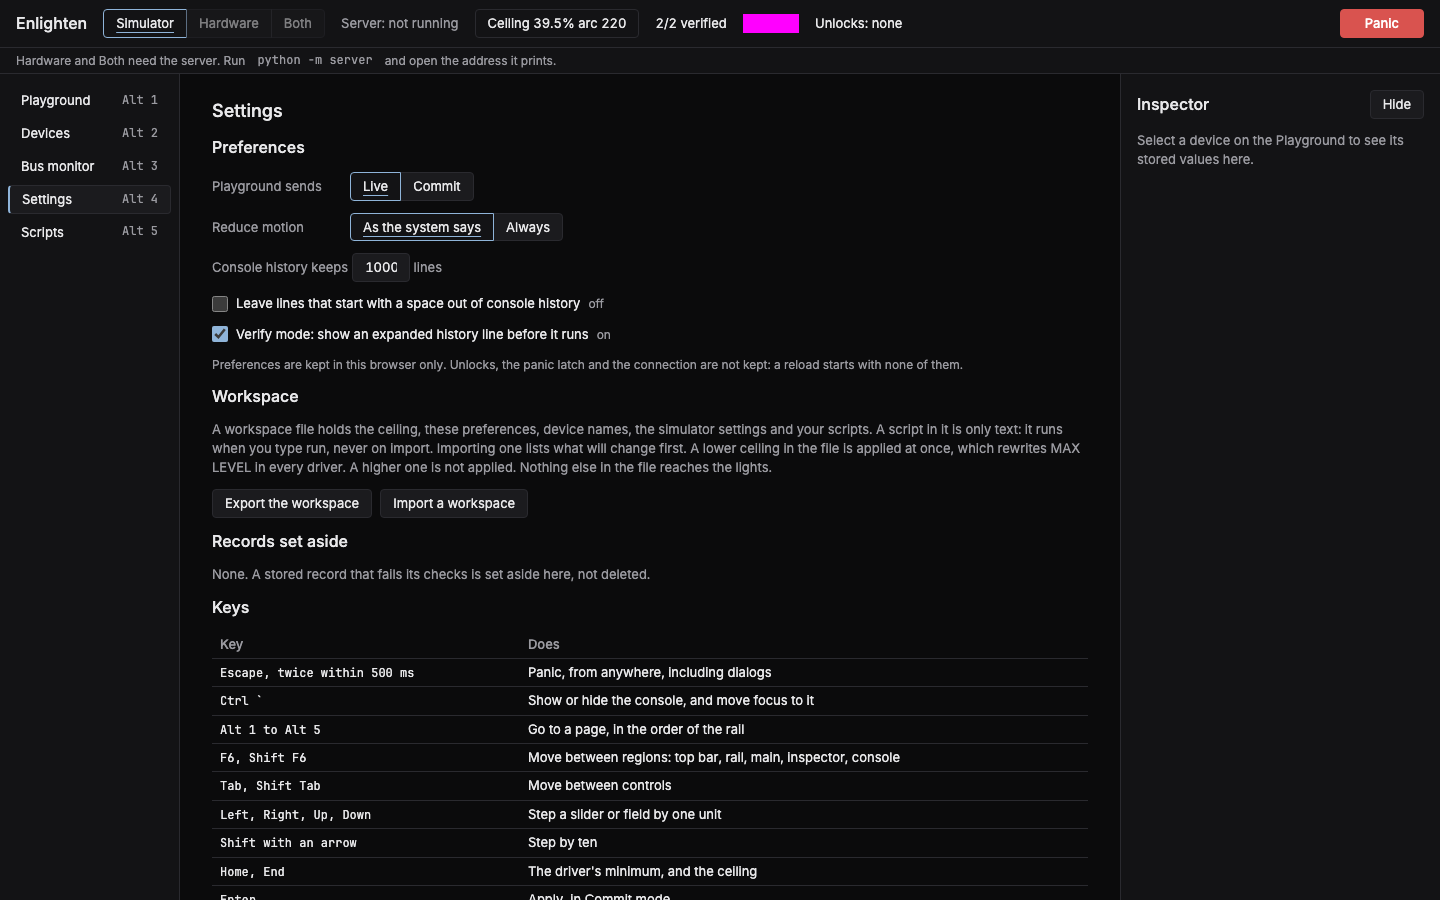 Enlighten Simulator Hardware Both Server: not running Ceiling 39.5% arc 220 2/2 verified Unlocks: none Panic
Hardware and Both need the server. Run python -m server and open the address it prints.
Playground Alt 1
Devices Alt 2
Bus monitor Alt 3
Settings Alt 4
Scripts Alt 5
Settings
Preferences
Playground sends Live Commit
Reduce motion As the system says Always
Console history keeps 1000 lines
Leave lines that start with a space out of console history off
Verify mode: show an expanded history line before it runs on
Preferences are kept in this browser only. Unlocks, the panic latch and the connection are not kept: a reload starts with none of them.
Workspace
A workspace file holds the ceiling, these preferences, device names, the simulator settings and your scripts. A script in it is only text: it runs
when you type run, never on import. Importing one lists what will change first. A lower ceiling in the file is applied at once, which rewrites MAX
LEVEL in every driver. A higher one is not applied. Nothing else in the file reaches the lights.
Export the workspace Import a workspace
Records set aside
None. A stored record that fails its checks is set aside here, not deleted.
Keys
Key Does
Escape, twice within 500 ms Panic, from anywhere, including dialogs
Ctrl ` Show or hide the console, and move focus to it
Alt 1 to Alt 5 Go to a page, in the order of the rail
F6, Shift F6 Move between regions: top bar, rail, main, inspector, console
Tab, Shift Tab Move between controls
Left, Right, Up, Down Step a slider or field by one unit
Shift with an arrow Step by ten
Home, End The driver's minimum, and the ceiling
Enter Apply, in Commit mode
Inspector Hide
Select a device on the Playground to see its
stored values here.